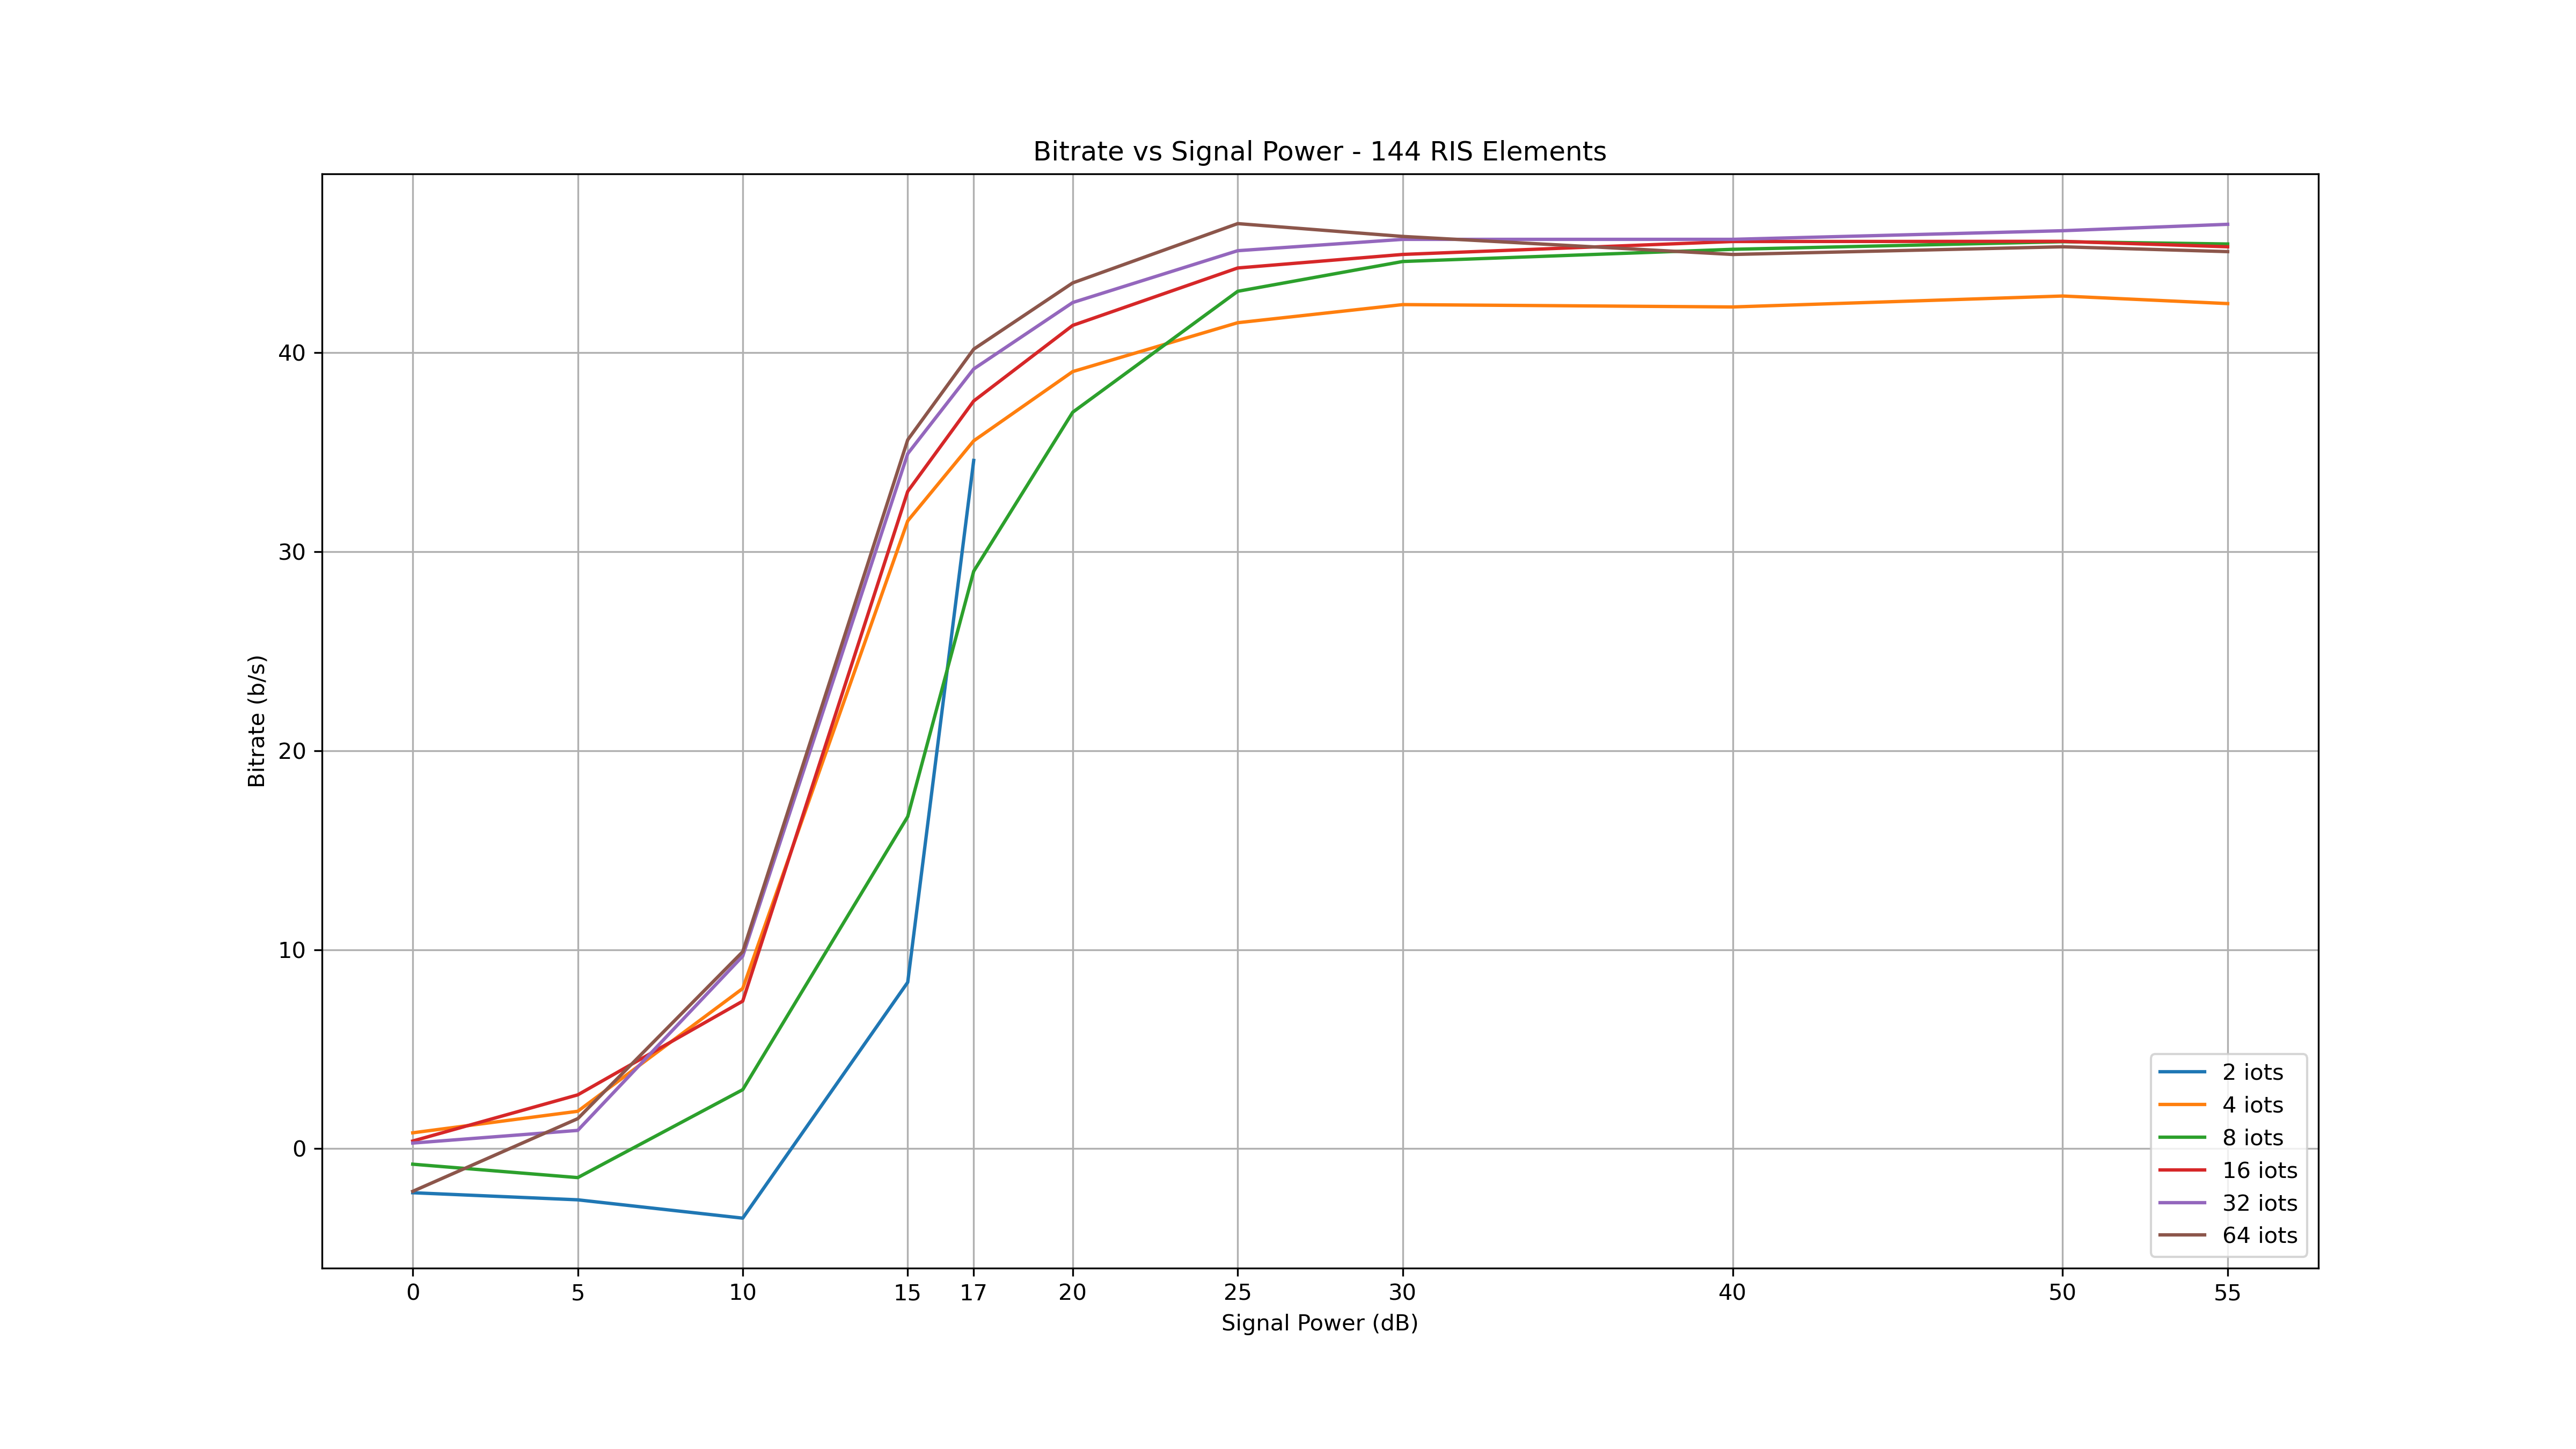 Bitrate vs Signal Power - 144 RIS Elements
Bitrate (b/s)
40
30
20
10
0
0 5 10 15 17 20 25 30 40 50 55
Signal Power (dB)
2 iots
4 iots
8 iots
16 iots
32 iots
64 iots